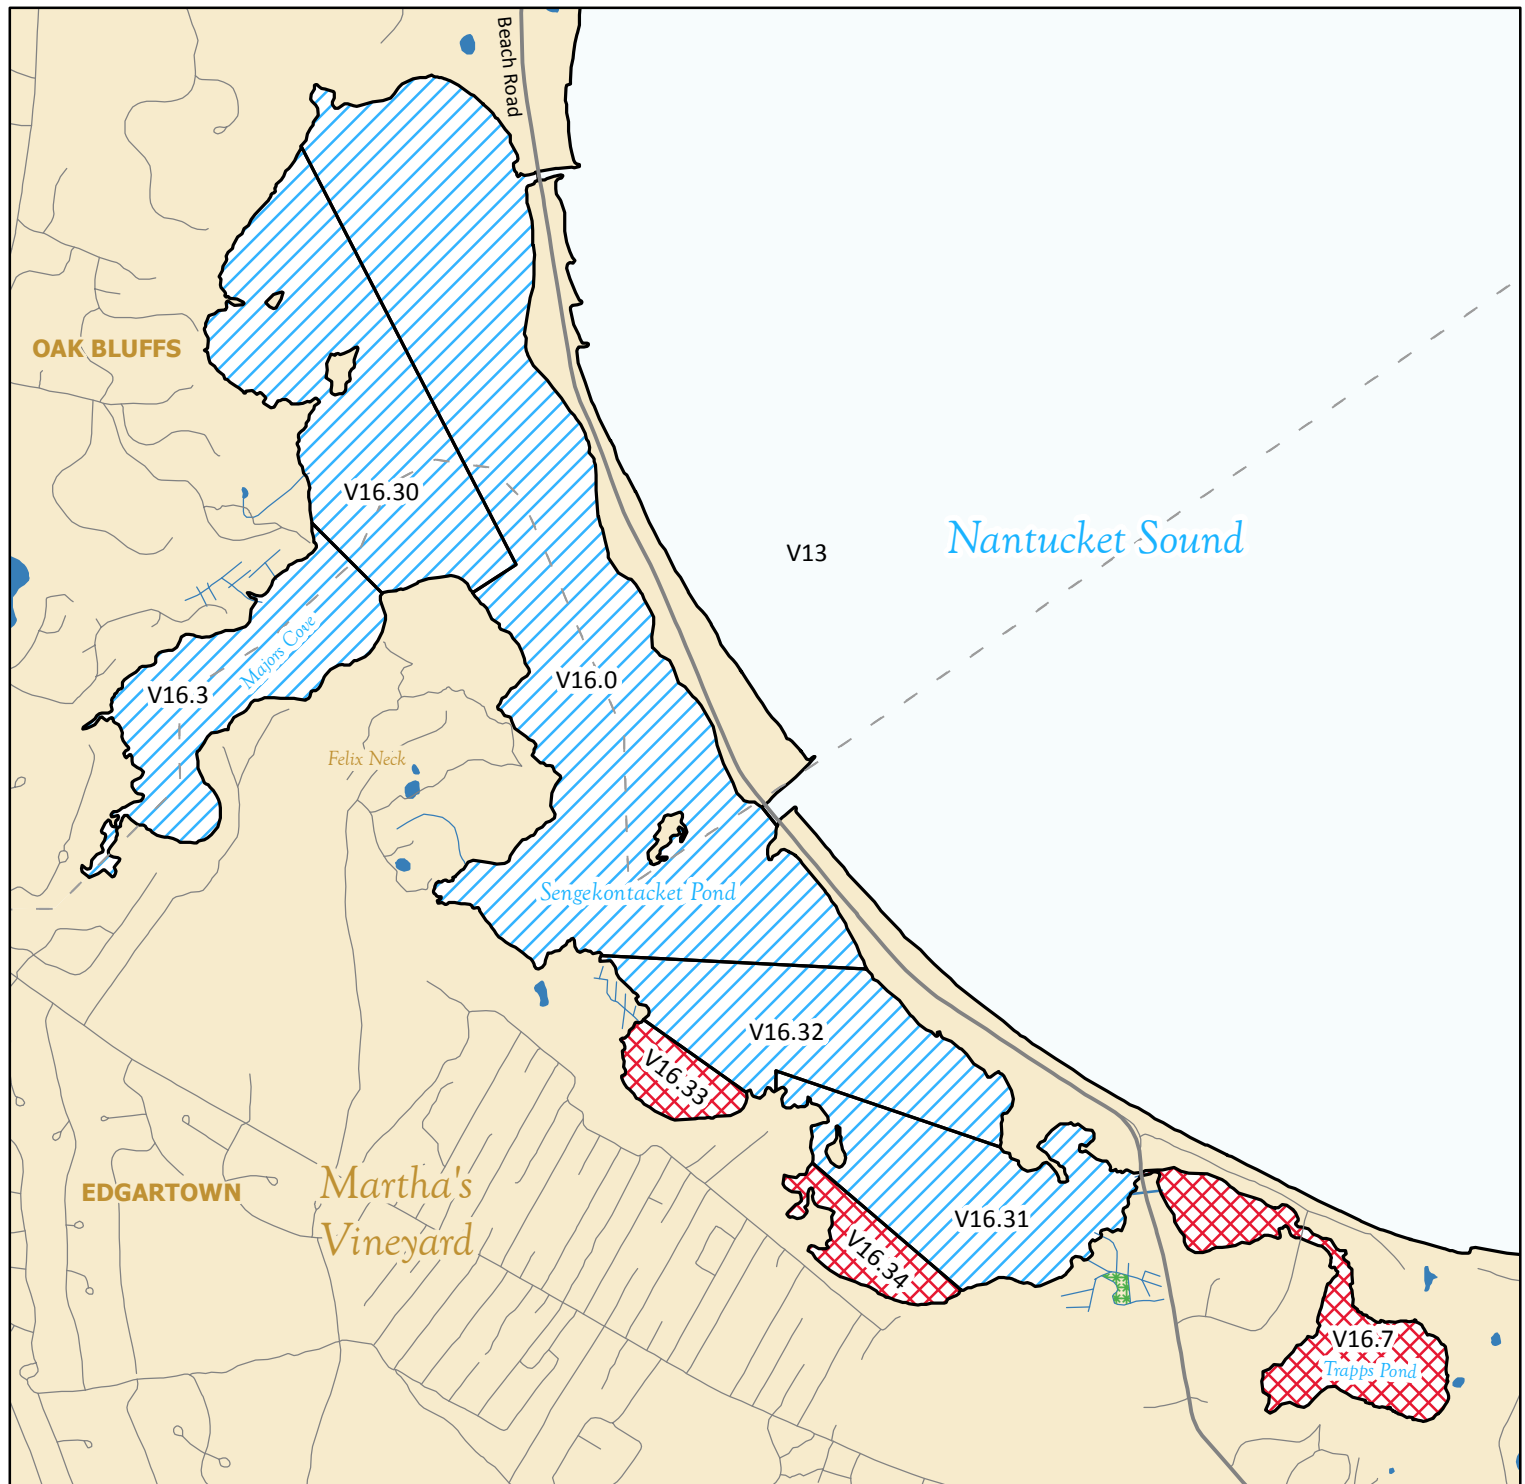 Beach Road
OAK BLUFFS
V16.30
Nantucket Sound
V13
Majors Cove
V16.3
V16.0
Felix Neck
Sengekontacket Pond
V16.32
V16.33
EDGARTOWN
Martha's
Vineyard
V16.31
V16.34
V16.7
Trapps Pond